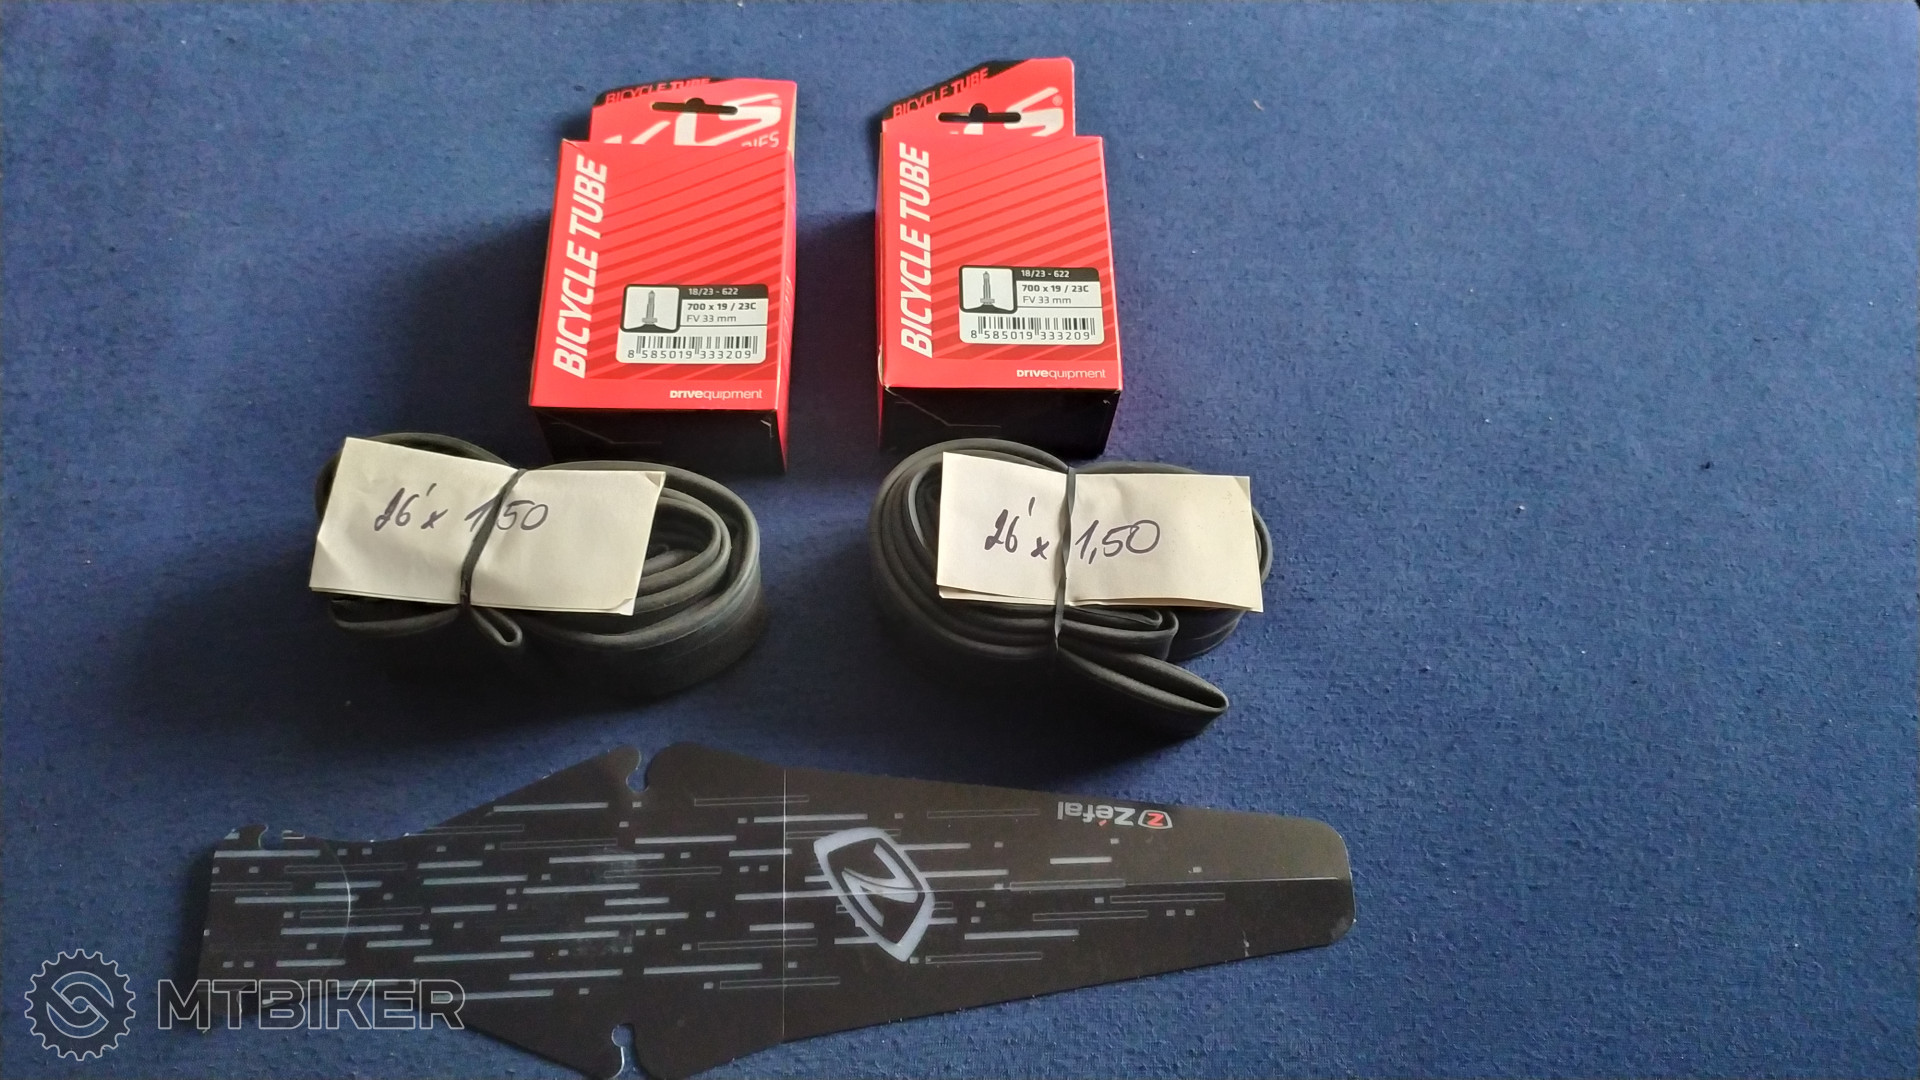 BICYCLE TUBE
BICYCLE TUBE
18/23 - 622
700 x 19 / 23C
FV 33 mm
8 585019 333209
DRIVEquipment
BICYCLE TUBE
BICYCLE TUBE
18/23 - 622
700 x 19 / 23C
FV 33 mm
8 585019 333209
DRIVEquipment
26' x 1,50
26' x 1,50
Zéfal
MTBIKER